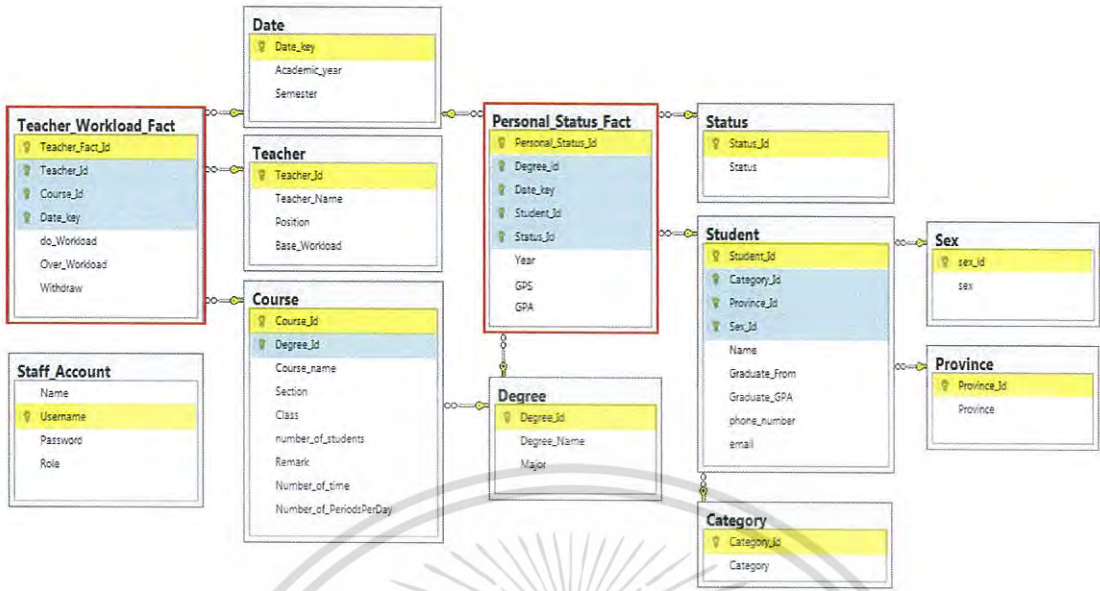 Date
Date_key
Academic_year
Semester
Teacher_Workload_Fact
Teacher_Fact_Id
Teacher_Id
Course_Id
Date_key
do_Workload
Over_Workload
Withdraw
Teacher
Teacher_Id
Teacher_Name
Position
Base_Workload
Course
Course_Id
Degree_Id
Course_name
Section
Class
number_of_students
Remark
Number_of_time
Number_of_PeriodsPerDay
Staff_Account
Name
Username
Password
Role
Personal_Status_Fact
Personal_Status_Id
Degree_id
Date_key
Student_Id
Status_Id
Year
GPS
GPA
Degree
Degree_Id
Degree_Name
Major
Status
Status_Id
Status
Student
Student_Id
Category_Id
Province_Id
Sex_Id
Name
Graduate_From
Graduate_GPA
phone_number
email
Sex
sex_id
sex
Province
Province_Id
Province
Category
Category_id
Category